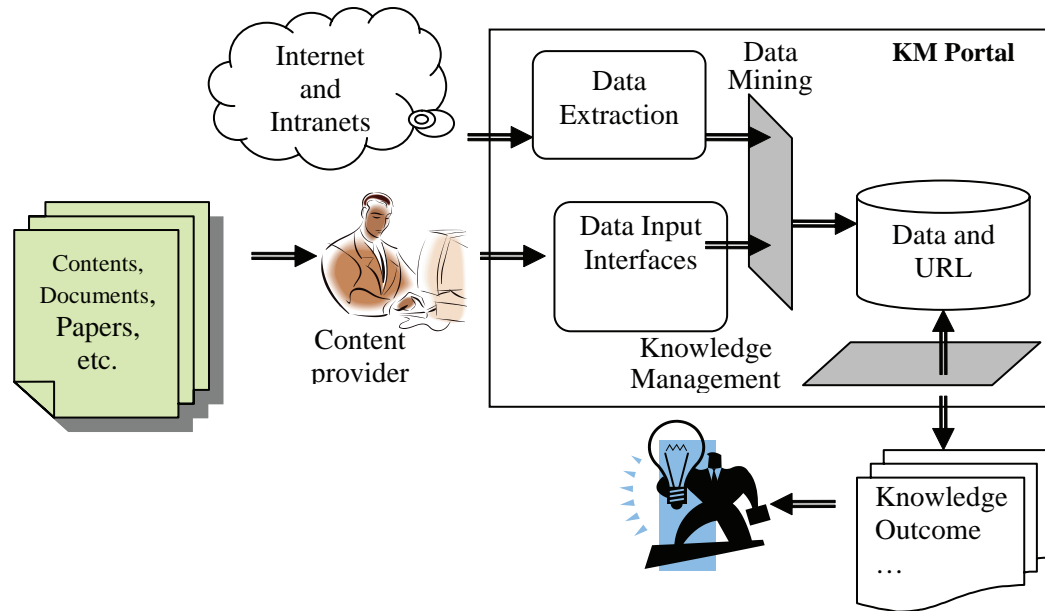 Internet
and
Intranets
Data
Extraction
Data
Mining
KM Portal
Contents,
Documents,
Papers,
etc.
Content
provider
Data Input
Interfaces
Data and
URL
Knowledge
Management
Knowledge
Outcome
…